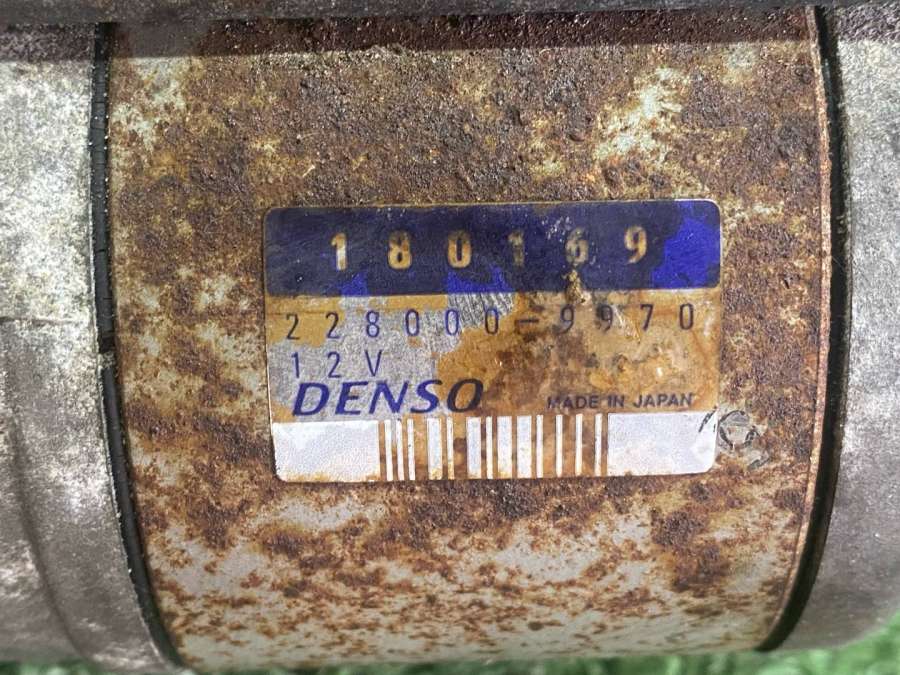 180169
228000-9970
12V
DENSO
MADE IN JAPAN